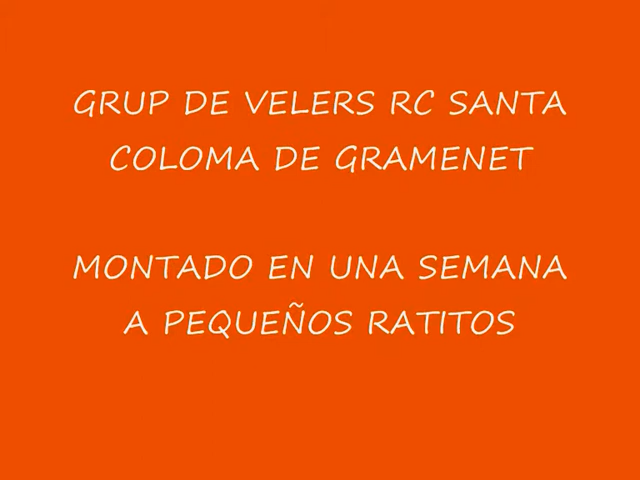 GRUP DE VELERS RC SANTA
COLOMA DE GRAMENET
MONTADO EN UNA SEMANA
A PEQUEÑOS RATITOS